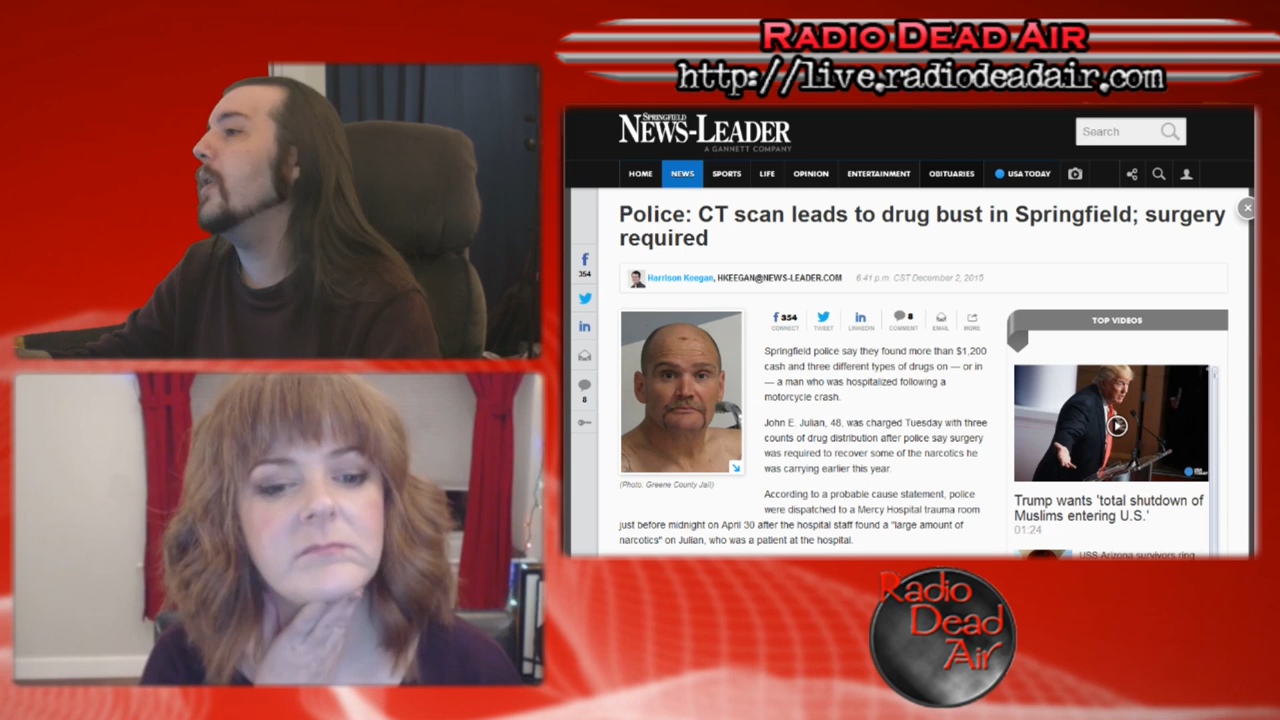 RADIO DEAD AIR
http://live.radiodeadair.com
SPRINGFIELD
NEWS-LEADER
A GANNETT COMPANY
Search
HOME NEWS SPORTS LIFE OPINION ENTERTAINMENT OBITUARIES USA TODAY
Police: CT scan leads to drug bust in Springfield; surgery
required
Harrison Keegan, HKEEGAN@NEWS-LEADER.COM 6:41 p.m. CST December 2, 2015
354
8
354 CONNECT
TWEET
LINKEDIN
8 COMMENT
EMAIL
MORE
Springfield police say they found more than $1,200
cash and three different types of drugs on — or in
— a man who was hospitalized following a
motorcycle crash.
John E. Julian, 48, was charged Tuesday with three
counts of drug distribution after police say surgery
was required to recover some of the narcotics he
was carrying earlier this year.
According to a probable cause statement, police
were dispatched to a Mercy Hospital trauma room
just before midnight on April 30 after the hospital staff found a "large amount of
narcotics" on Julian, who was a patient at the hospital.
(Photo: Greene County Jail)
TOP VIDEOS
Trump wants 'total shutdown of
Muslims entering U.S.'
01:24
USS Arizona survivors ring
Radio
Dead
Air